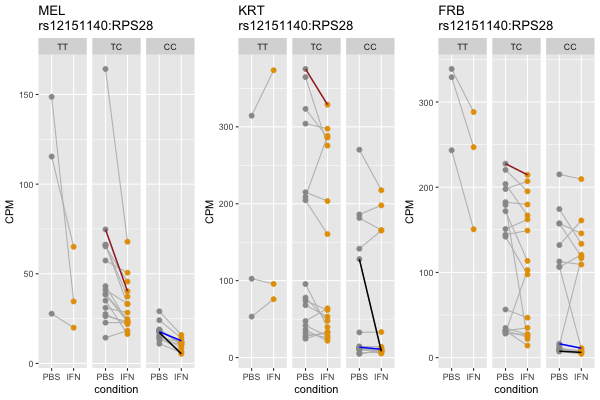 MEL
rs12151140:RPS28
TT TC CC
CPM
150
100
50
0
PBS IFN PBS IFN PBS IFN
condition
KRT
rs12151140:RPS28
TT TC CC
CPM
300
200
100
0
PBS IFN PBS IFN PBS IFN
condition
FRB
rs12151140:RPS28
TT TC CC
CPM
300
200
100
0
PBS IFN PBS IFN PBS IFN
condition